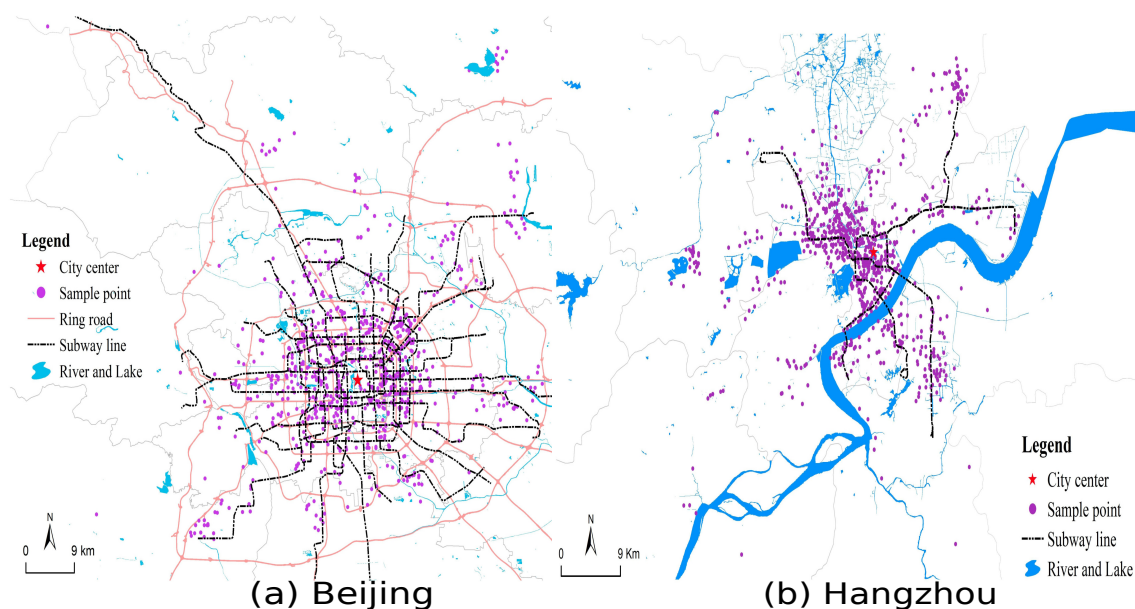 Legend
City center
Sample point
Ring road
Subway line
River and Lake
N
0
9 Km
(a) Beijing
Legend
City center
Sample point
Subway line
River and Lake
N
0
9 Km
(b) Hangzhou